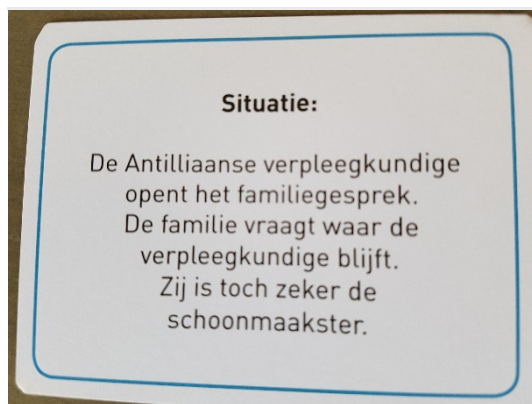 Situatie:
De Antilliaanse verpleegkundige
opent het familiegesprek.
De familie vraagt waar de
verpleegkundige blijft.
Zij is toch zeker de
schoonmaakster.